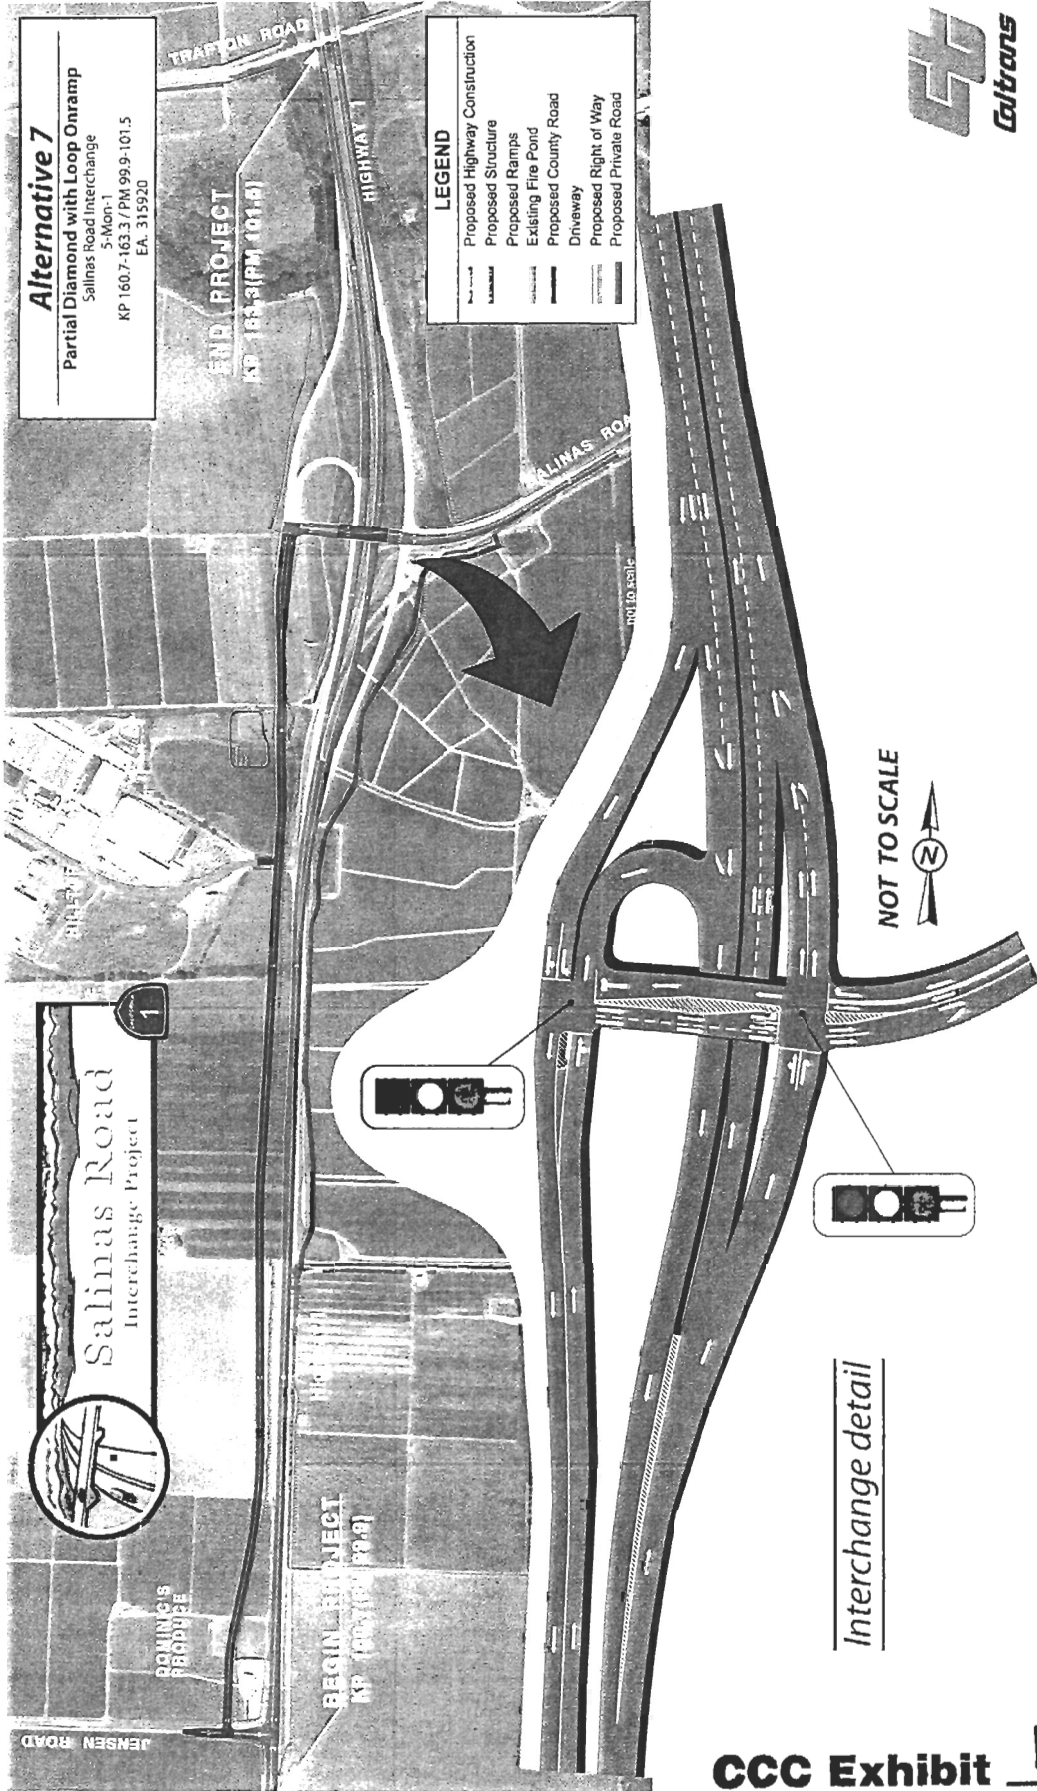 Alternative 7
Partial Diamond with Loop Onramp
Salinas Road Interchange
5-Mon-1
KP 160.7-163.3 / PM 99.9-101.5
EA. 315920
TRAFTON ROAD
HIGHWAY 1
END PROJECT
LEGEND
Proposed Highway Construction
Proposed Structure
Proposed Ramps
Existing Fire Pond
Proposed County Road
Driveway
Proposed Right of Way
Proposed Private Road
Caltrans
SALINAS ROA
not to scale
1
Salinas Road
Interchange Project
DOMINIC'S
PRODUCE
BEGIN PROJECT
JENSEN ROAD
NOT TO SCALE
N
Interchange detail
CCC Exhibit